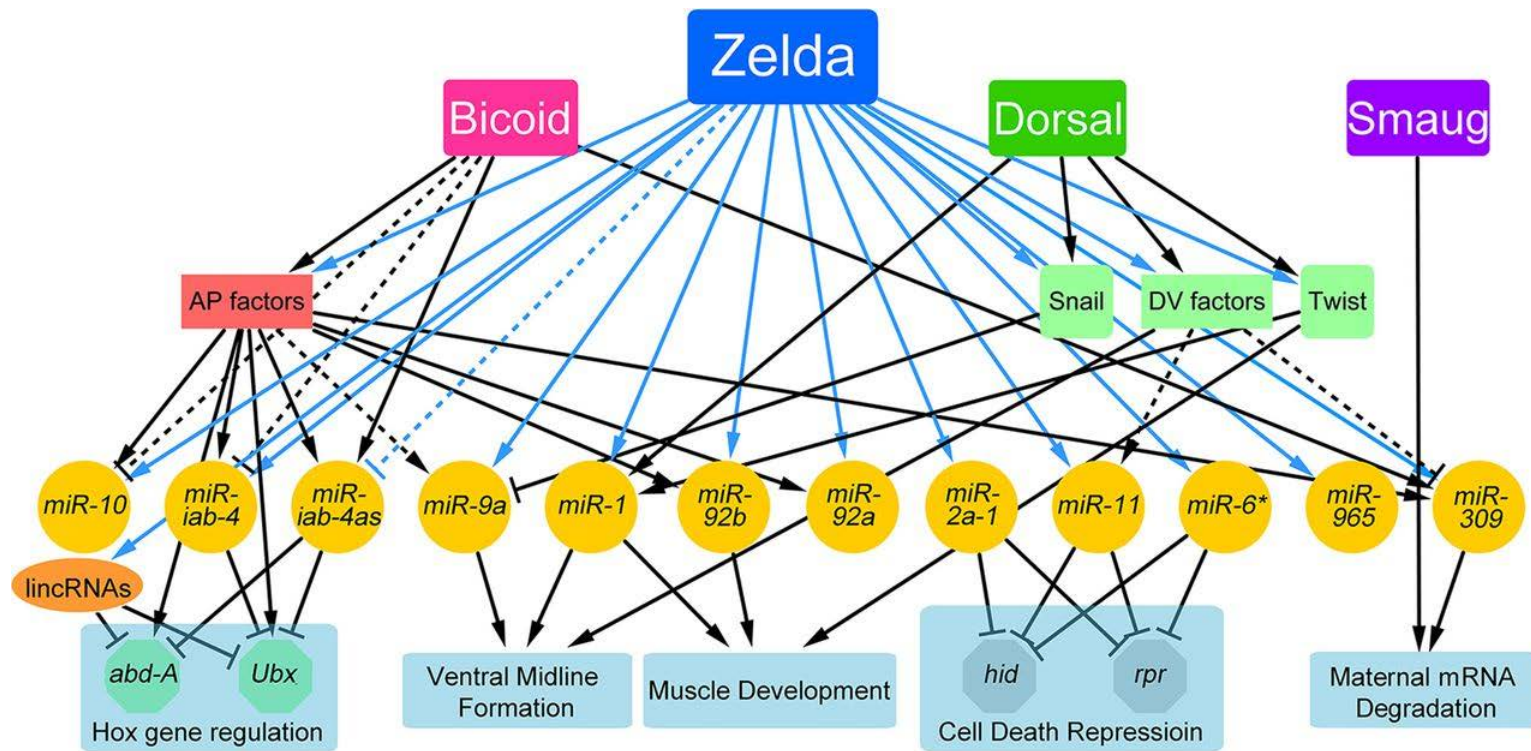 Zelda
Bicoid
Dorsal
Smaug
AP factors
Snail
DV factors
Twist
miR-10
miR-
iab-4
miR-
iab-4as
miR-9a
miR-1
miR-
92b
miR-
92a
miR-
2a-1
miR-11
miR-6*
miR-
965
miR-
309
lincRNAs
abd-A
Ubx
Hox gene regulation
Ventral Midline
Formation
Muscle Development
hid
rpr
Cell Death Repressioin
Maternal mRNA
Degradation